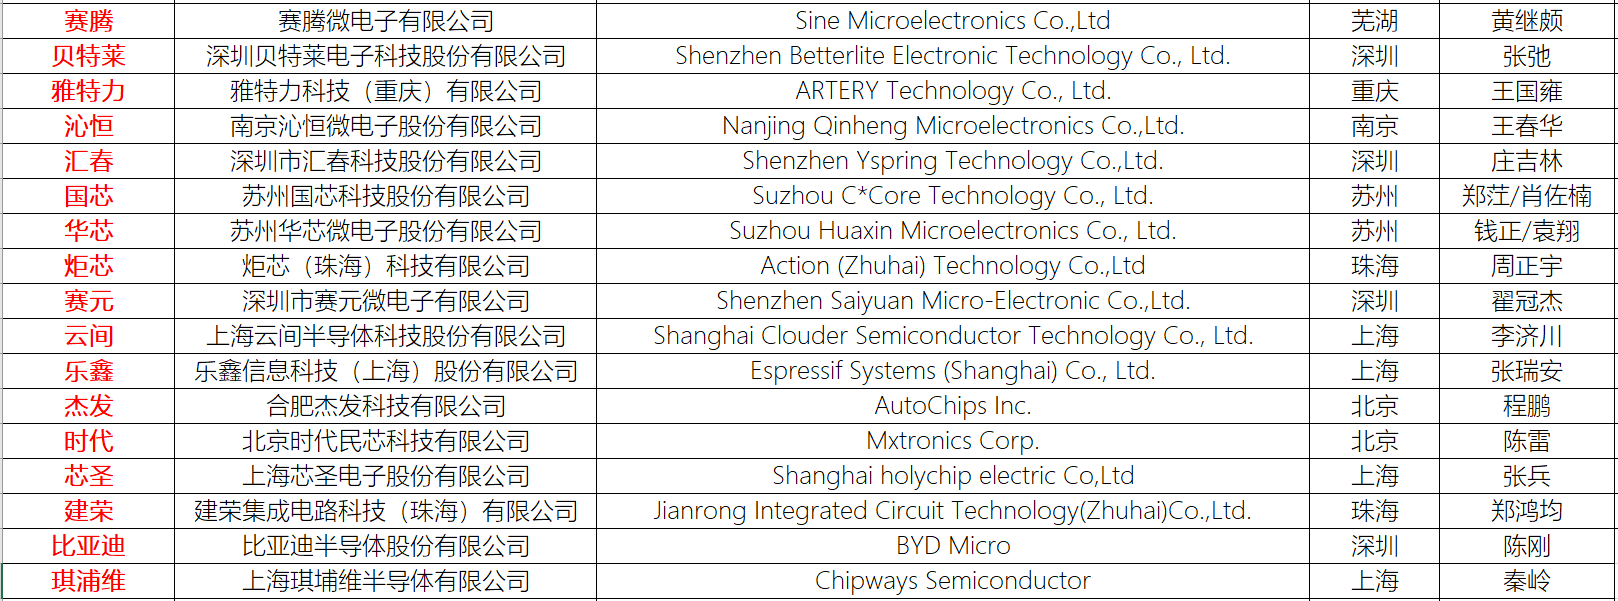 赛腾 赛腾微电子有限公司 Sine Microelectronics Co.,Ltd 芜湖 黄继颇
贝特莱 深圳贝特莱电子科技股份有限公司 Shenzhen Betterlite Electronic Technology Co., Ltd. 深圳 张弛
雅特力 雅特力科技（重庆）有限公司 ARTERY Technology Co., Ltd. 重庆 王国雍
沁恒 南京沁恒微电子股份有限公司 Nanjing Qinheng Microelectronics Co.,Ltd. 南京 王春华
汇春 深圳市汇春科技股份有限公司 Shenzhen Yspring Technology Co.,Ltd. 深圳 庄吉林
国芯 苏州国芯科技股份有限公司 Suzhou C*Core Technology Co., Ltd. 苏州 郑茳/肖佐楠
华芯 苏州华芯微电子股份有限公司 Suzhou Huaxin Microelectronics Co., Ltd. 苏州 钱正/袁翔
炬芯 炬芯（珠海）科技有限公司 Action (Zhuhai) Technology Co.,Ltd 珠海 周正宇
赛元 深圳市赛元微电子有限公司 Shenzhen Saiyuan Micro-Electronic Co.,Ltd. 深圳 翟冠杰
云间 上海云间半导体科技股份有限公司 Shanghai Clouder Semiconductor Technology Co., Ltd. 上海 李济川
乐鑫 乐鑫信息科技（上海）股份有限公司 Espressif Systems (Shanghai) Co., Ltd. 上海 张瑞安
杰发 合肥杰发科技有限公司 AutoChips Inc. 北京 程鹏
时代 北京时代民芯科技有限公司 Mxtronics Corp. 北京 陈雷
芯圣 上海芯圣电子股份有限公司 Shanghai holychip electric Co,Ltd 上海 张兵
建荣 建荣集成电路科技（珠海）有限公司 Jianrong Integrated Circuit Technology(Zhuhai)Co.,Ltd. 珠海 郑鸿均
比亚迪 比亚迪半导体股份有限公司 BYD Micro 深圳 陈刚
琪浦维 上海琪埔维半导体有限公司 Chipways Semiconductor 上海 秦岭